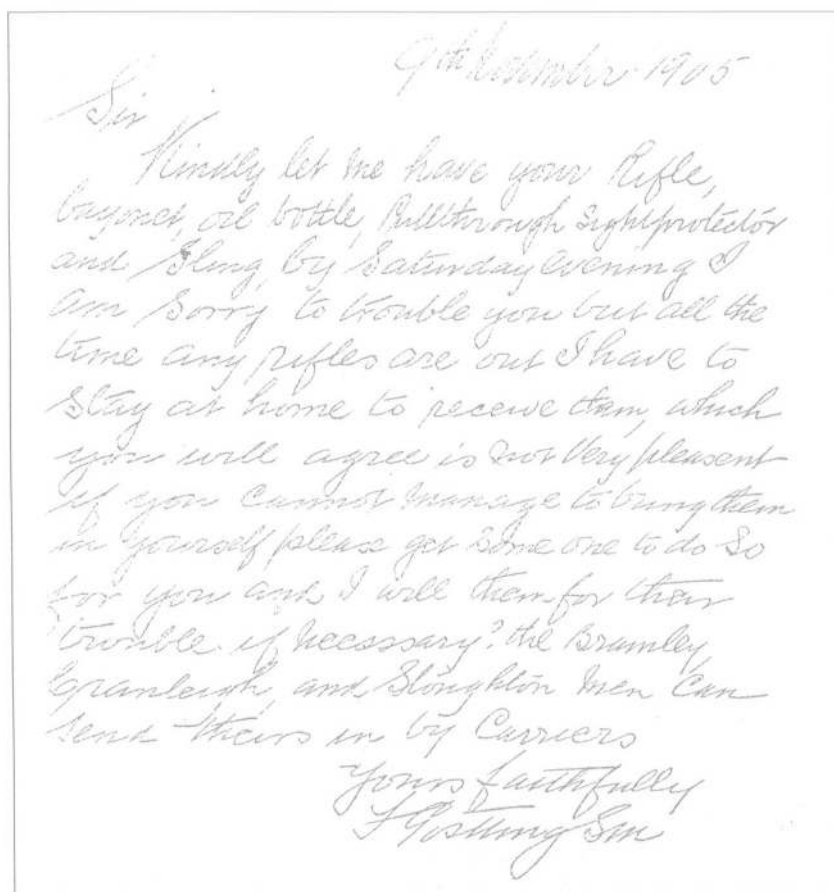 9th November 1905
Sir
Kindly let me have your Rifle,
bayonet, oil bottle, Pullthrough Sightprotector
and Sling, by Saturday evening I
am Sorry to trouble you but all the
time any rifles are out I have to
Stay at home to receive them, which
you will agree is not Very pleasent
if you cannot manage to bring them
in yourself please get some one to do So
for you and I will them for their
trouble. if necessary? the Bramley,
Cranleigh, and Stoughton Men Can
Send theirs in by Carriers
Yours faithfully
F Gostling